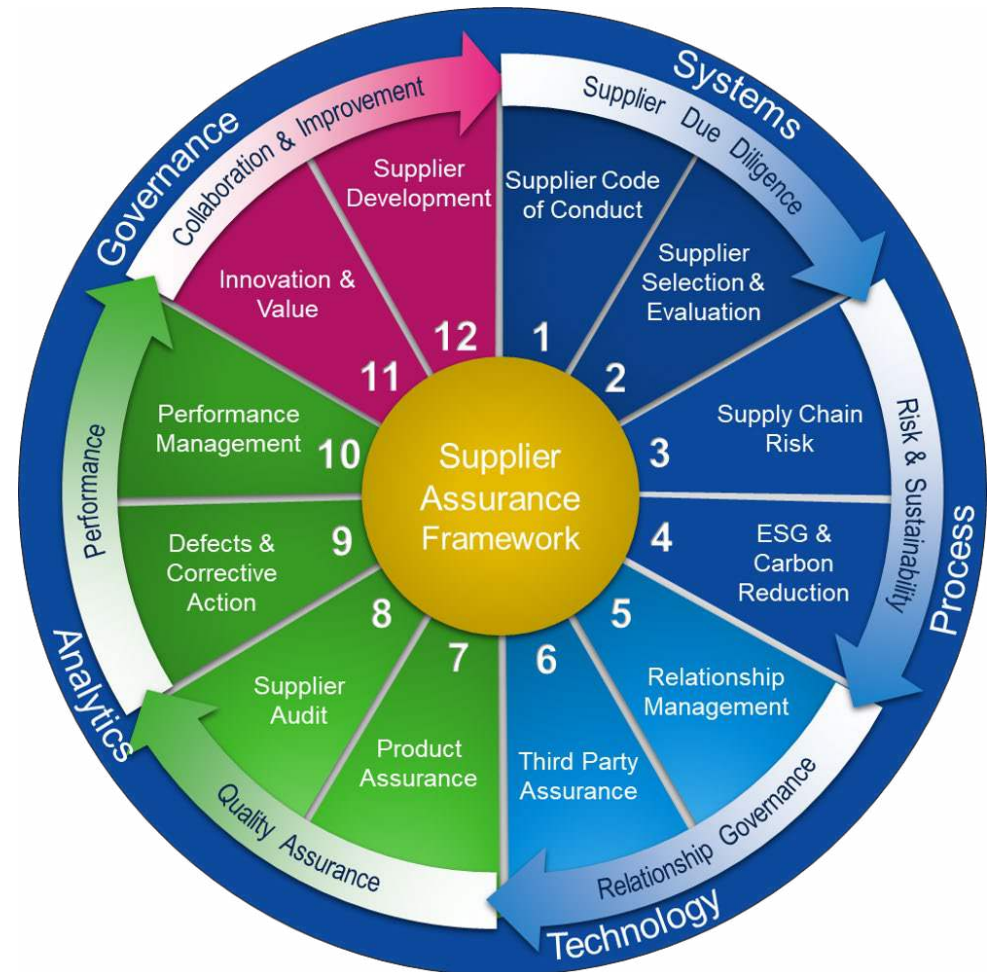 Systems
Process
Technology
Analytics
Governance
Supplier Due Diligence
Risk & Sustainability
Relationship Governance
Quality Assurance
Performance
Collaboration & Improvement
Supplier Code
of Conduct
1
Supplier
Selection &
Evaluation
2
Supply Chain
Risk
3
ESG &
Carbon
Reduction
4
Relationship
Management
5
Third Party
Assurance
6
Product
Assurance
7
Supplier
Audit
8
Defects &
Corrective
Action
9
Performance
Management
10
Innovation &
Value
11
Supplier
Development
12
Supplier
Assurance
Framework